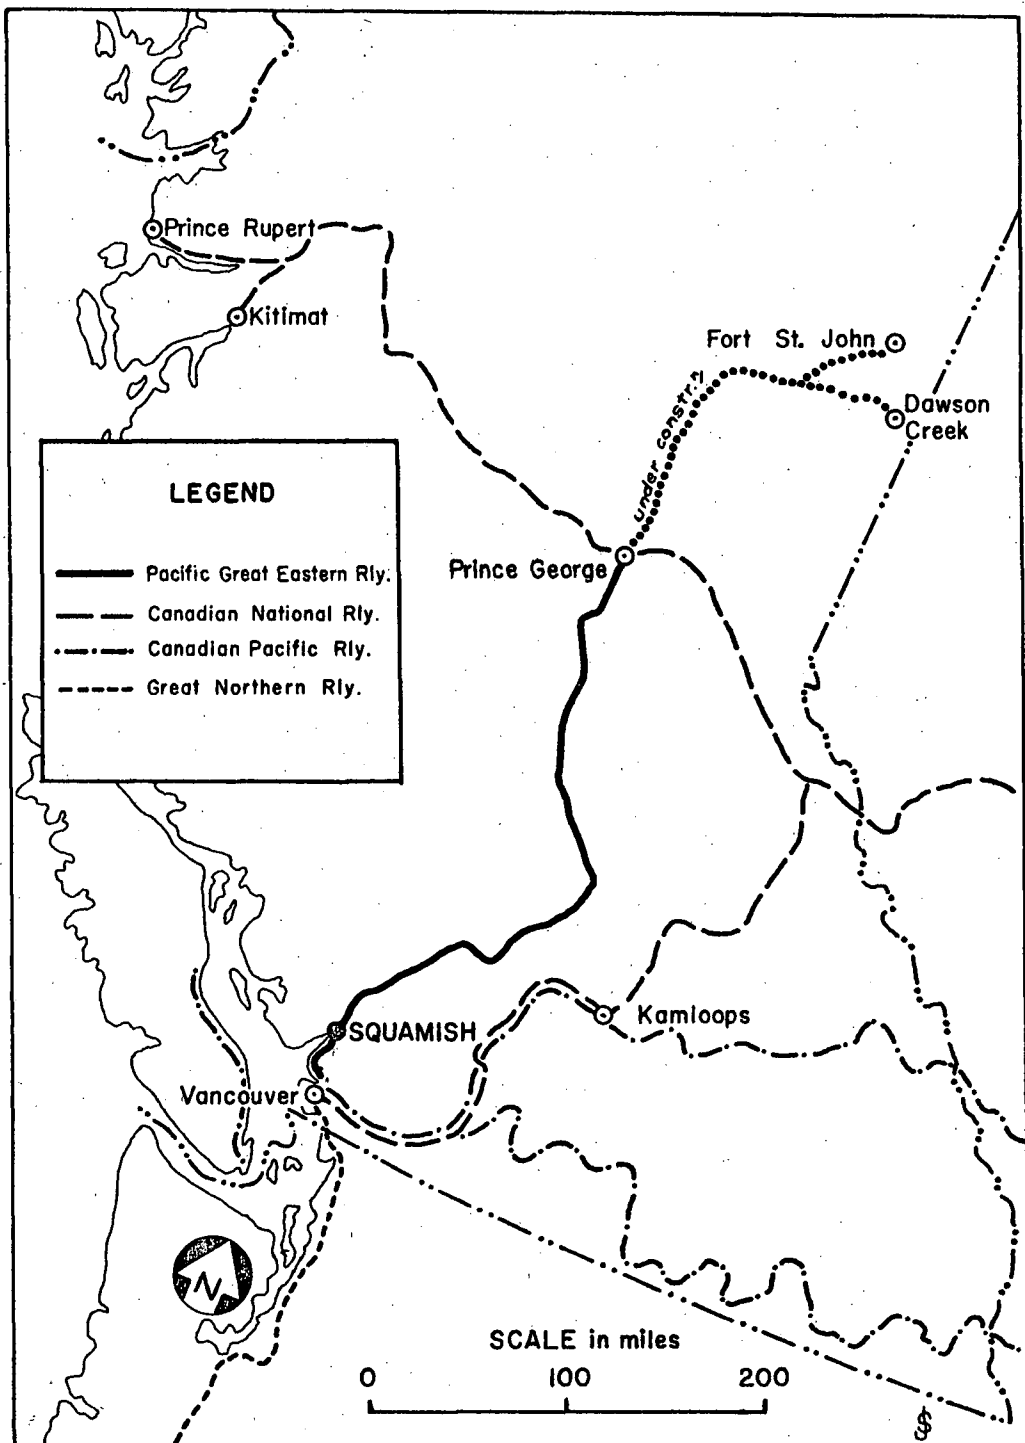 Prince Rupert
Kitimat
Fort St. John
Dawson
Creek
under constr.
LEGEND
Pacific Great Eastern Rly.
Canadian National Rly.
Canadian Pacific Rly.
Great Northern Rly.
Prince George
Kamloops
SQUAMISH
Vancouver
N
SCALE in miles
0 100 200